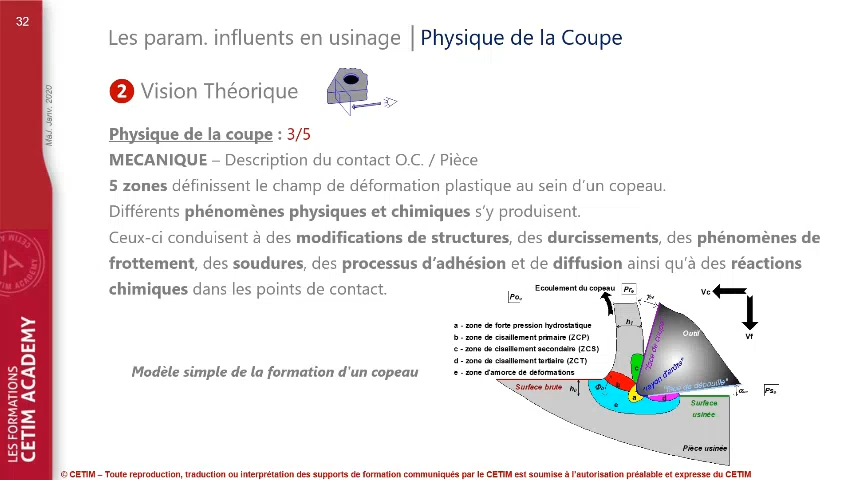 32
Les param. influents en usinage | Physique de la Coupe
MàJ. Janv. 2020
2 Vision Théorique
Physique de la coupe : 3/5
MECANIQUE – Description du contact O.C. / Pièce
5 zones définissent le champ de déformation plastique au sein d'un copeau.
Différents phénomènes physiques et chimiques s'y produisent.
Ceux-ci conduisent à des modifications de structures, des durcissements, des phénomènes de
frottement, des soudures, des processus d'adhésion et de diffusion ainsi qu'à des réactions
chimiques dans les points de contact.
Ecoulement du copeau
Vc
Vf
Outil
a - zone de forte pression hydrostatique
b - zone de cisaillement primaire (ZCP)
c - zone de cisaillement secondaire (ZCS)
d - zone de cisaillement tertiaire (ZCT)
e - zone d'amorce de déformations
Modèle simple de la formation d'un copeau
Surface brute
c
a
d
e
Surface
usinée
Pièce usinée
LES FORMATIONS
CETIM ACADEMY
© CETIM – Toute reproduction, traduction ou interprétation des supports de formation communiqués par le CETIM est soumise à l'autorisation préalable et expresse du CETIM